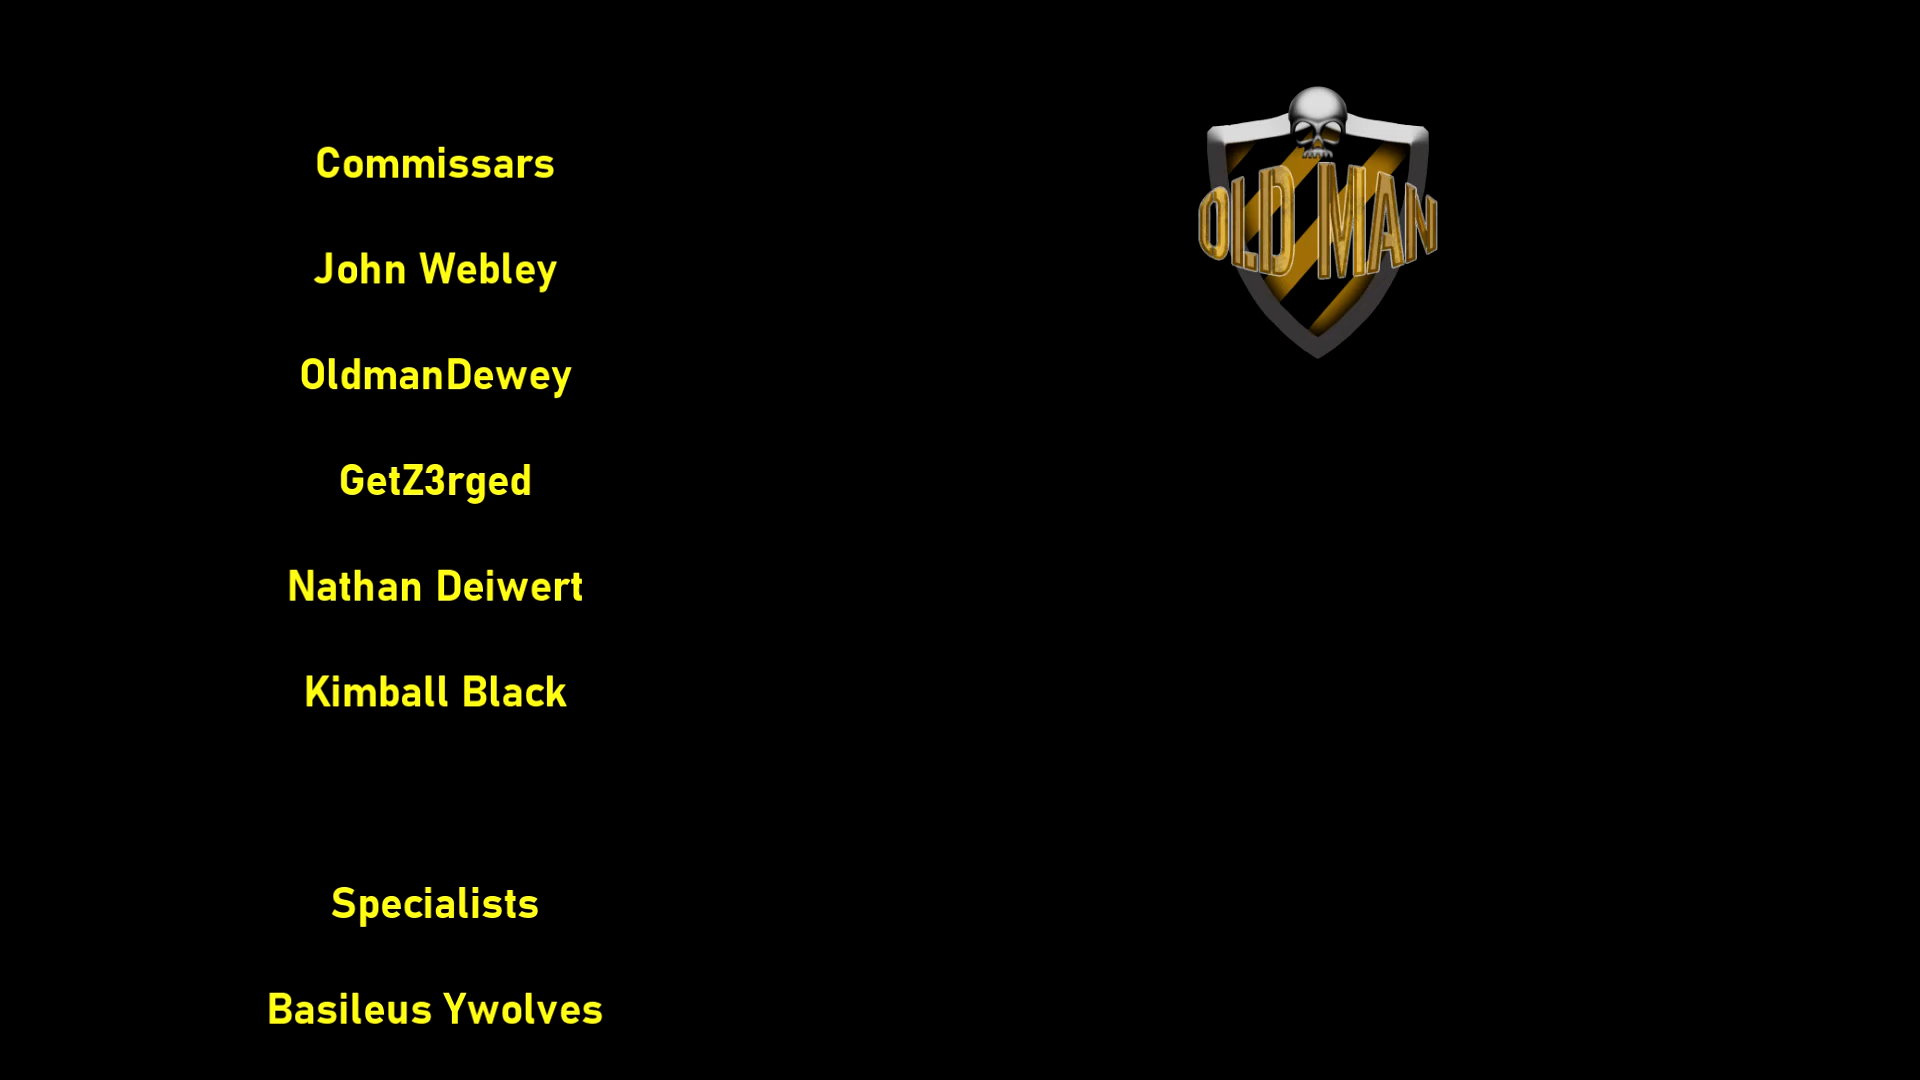 Commissars
John Webley
OldmanDewey
GetZ3rged
Nathan Deiwert
Kimball Black
Specialists
Basileus Ywolves
OLD MAN